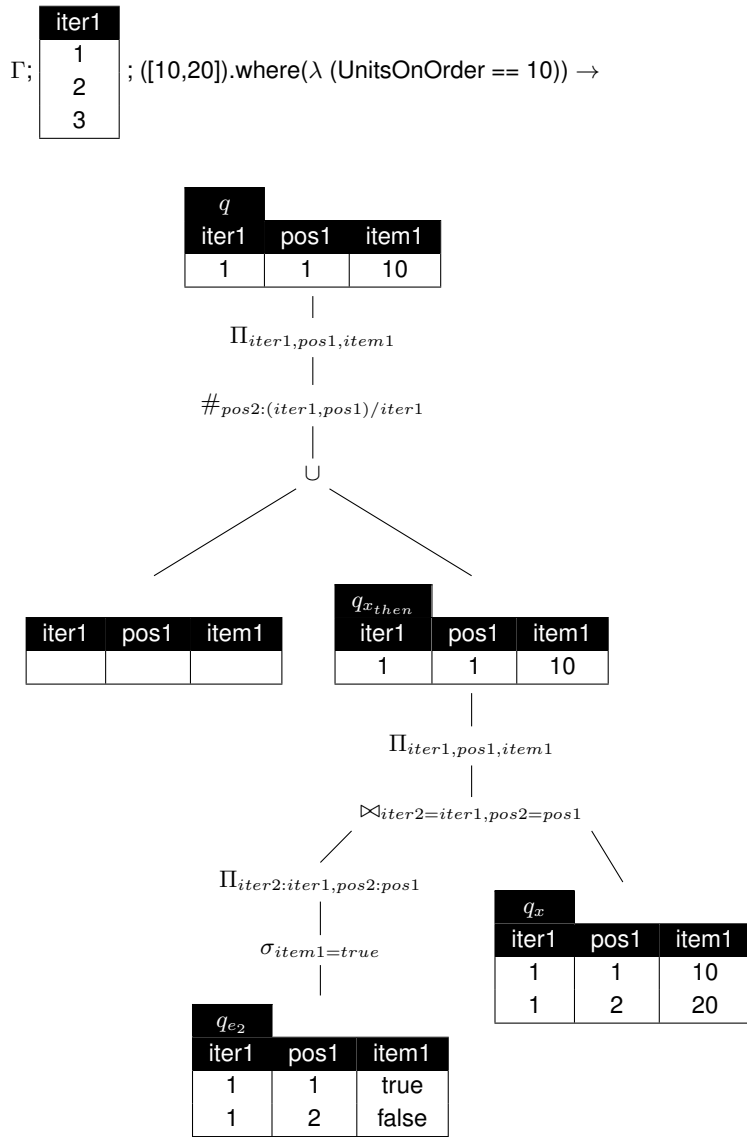 iter1
1
Γ; 2 ; ([10,20]).where(λ (UnitsOnOrder == 10)) →
3
q
iter1 pos1 item1
1 1 10
Π_{iter1,pos1,item1}
#_{pos2:(iter1,pos1)/iter1}
∪
q_{x_{then}}
iter1 pos1 item1 iter1 pos1 item1
1 1 10
Π_{iter1,pos1,item1}
⋈_{iter2=iter1,pos2=pos1}
Π_{iter2:iter1,pos2:pos1}
q_x
iter1 pos1 item1
σ_{item1=true}
1 1 10
1 2 20
q_{e_2}
iter1 pos1 item1
1 1 true
1 2 false